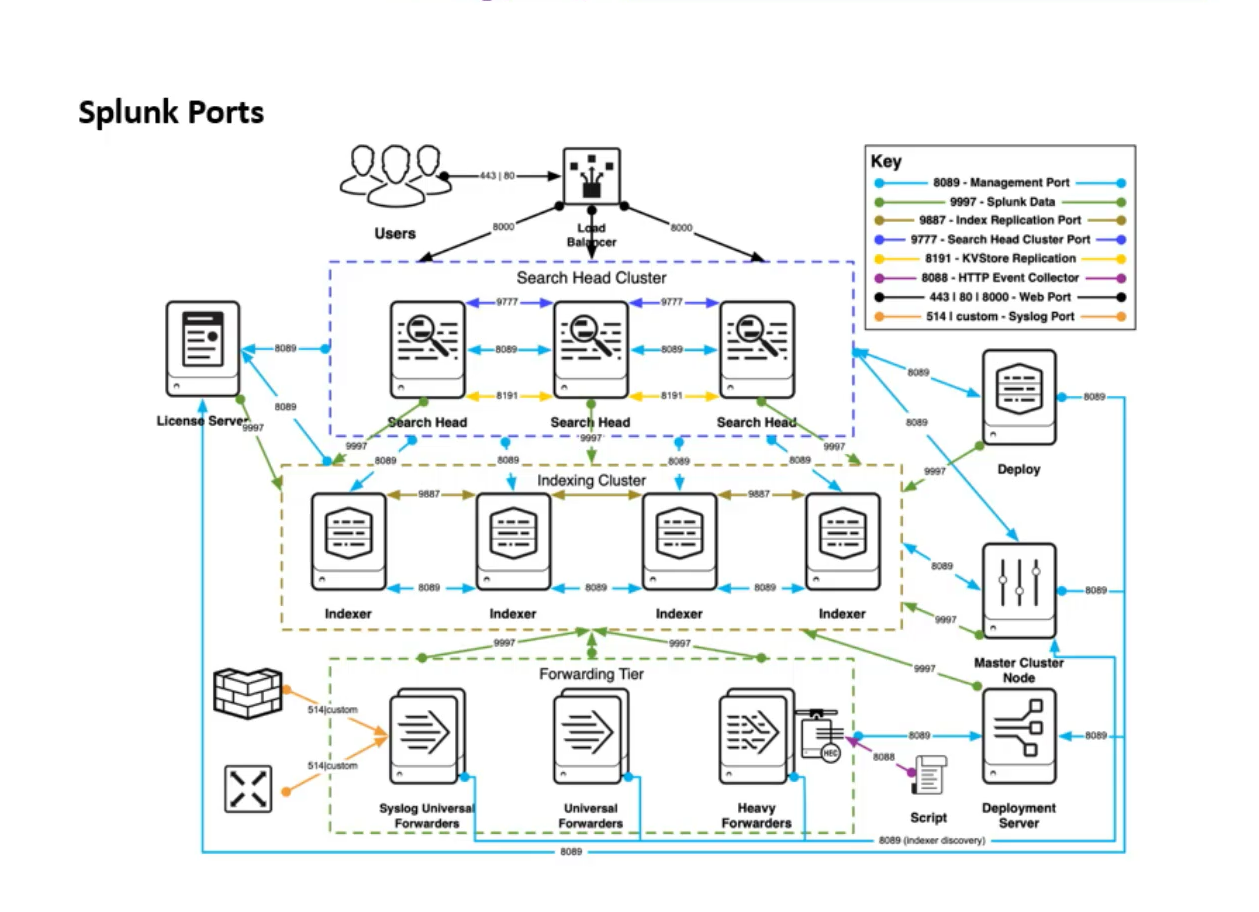 Splunk Ports
Users
443 | 80
Load
Balancer
8000
8000
Key
8089 - Management Port
9997 - Splunk Data
9887 - Index Replication Port
9777 - Search Head Cluster Port
8191 - KVStore Replication
8088 - HTTP Event Collector
443 | 80 | 8000 - Web Port
514 | custom - Syslog Port
Search Head Cluster
9777
9777
8089
8089
8191
8191
Search Head
Search Head
Search Head
License Server
8089
8089
9997
8089
8089
Deploy
8089
9997
9997
9997
9997
8089
8089
8089
8089
Indexing Cluster
9887
9887
8089
8089
8089
Indexer
Indexer
Indexer
Indexer
8089
8089
9997
Master Cluster
Node
9997
9997
9997
Forwarding Tier
514|custom
514|custom
Syslog Universal
Forwarders
Universal
Forwarders
Heavy
Forwarders
HEC
8089
8088
Script
8089
Deployment
Server
8089 (indexer discovery)
8089